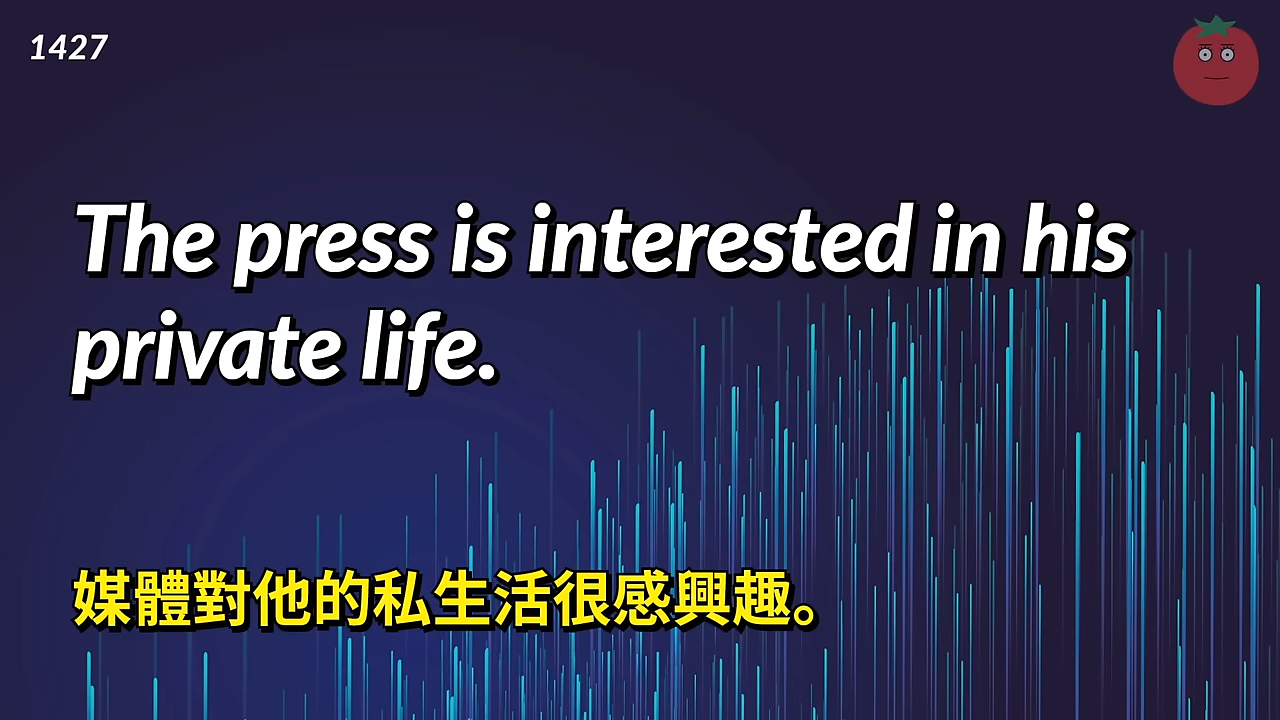 1427
The press is interested in his
private life.
媒體對他的私生活很感興趣。